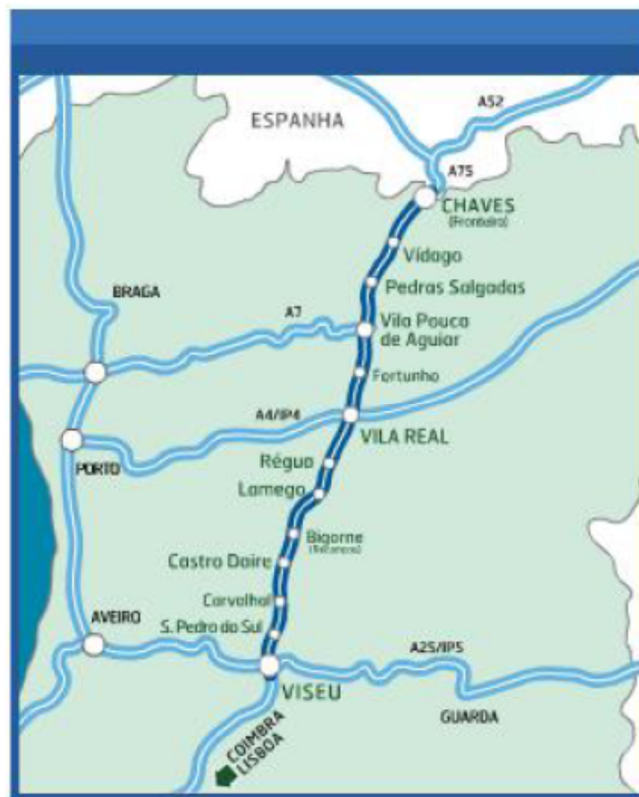 A52
ESPANHA
A75
CHAVES
(Fronteira)
Vidago
Pedras Salgadas
BRAGA
A7
Vila Pouca
de Aguiar
Fortunho
A4/IP4
VILA REAL
PORTO
Régua
Lamego
Bigorne
Castro Daire
Carvalhal
AVEIRO
S. Pedro do Sul
A25/IP5
VISEU
GUARDA
COIMBRA
LISBOA